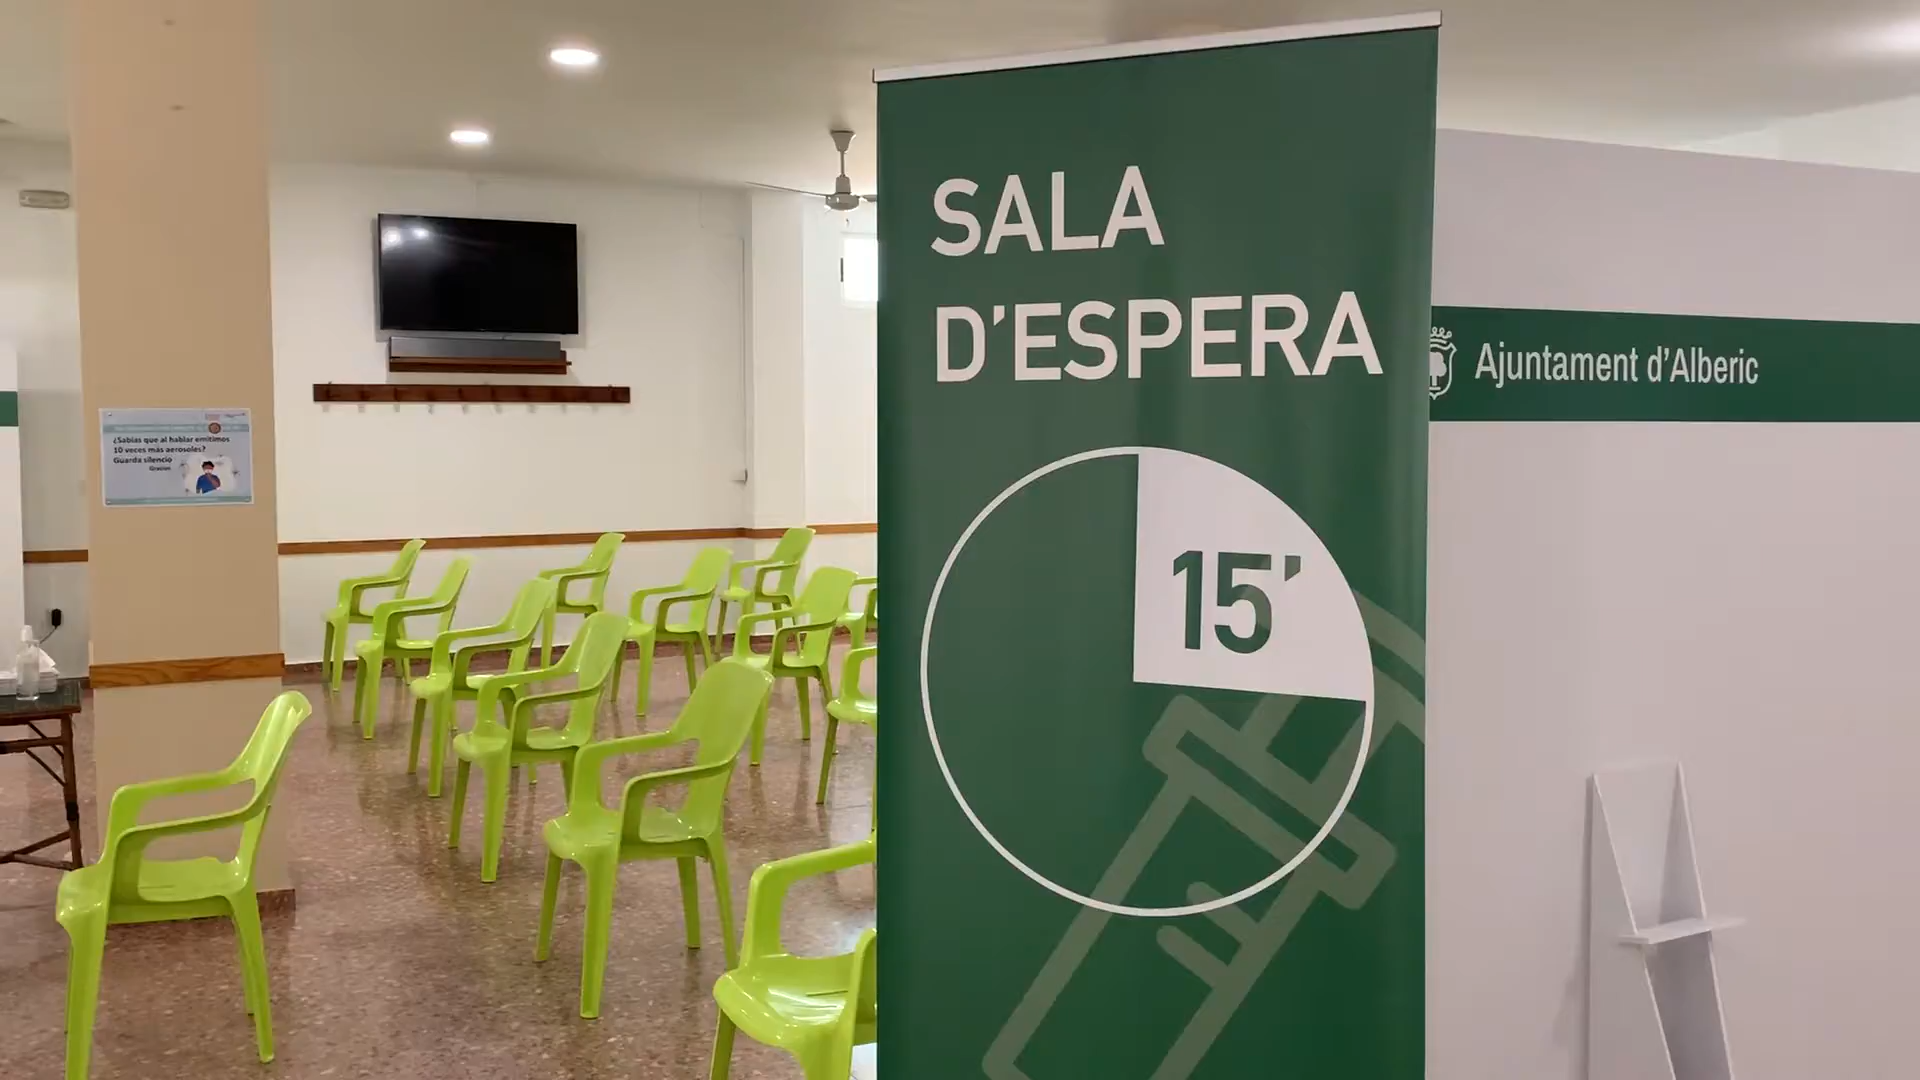 SALA
D'ESPERA
15'
Ajuntament d'Alberic
¿Sabías que al hablar emitimos
10 veces más aerosoles?
Guarda silencio
Gracias